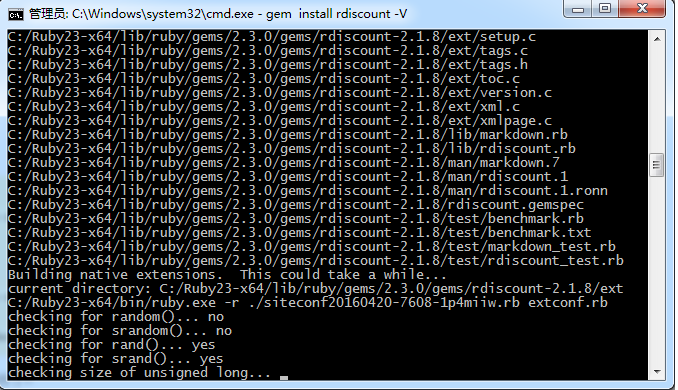 管理员: C:\Windows\system32\cmd.exe - gem  install rdiscount -V
C:/Ruby23-x64/lib/ruby/gems/2.3.0/gems/rdiscount-2.1.8/ext/setup.c
C:/Ruby23-x64/lib/ruby/gems/2.3.0/gems/rdiscount-2.1.8/ext/tags.c
C:/Ruby23-x64/lib/ruby/gems/2.3.0/gems/rdiscount-2.1.8/ext/tags.h
C:/Ruby23-x64/lib/ruby/gems/2.3.0/gems/rdiscount-2.1.8/ext/toc.c
C:/Ruby23-x64/lib/ruby/gems/2.3.0/gems/rdiscount-2.1.8/ext/version.c
C:/Ruby23-x64/lib/ruby/gems/2.3.0/gems/rdiscount-2.1.8/ext/xml.c
C:/Ruby23-x64/lib/ruby/gems/2.3.0/gems/rdiscount-2.1.8/ext/xmlpage.c
C:/Ruby23-x64/lib/ruby/gems/2.3.0/gems/rdiscount-2.1.8/lib/markdown.rb
C:/Ruby23-x64/lib/ruby/gems/2.3.0/gems/rdiscount-2.1.8/lib/rdiscount.rb
C:/Ruby23-x64/lib/ruby/gems/2.3.0/gems/rdiscount-2.1.8/man/markdown.7
C:/Ruby23-x64/lib/ruby/gems/2.3.0/gems/rdiscount-2.1.8/man/rdiscount.1
C:/Ruby23-x64/lib/ruby/gems/2.3.0/gems/rdiscount-2.1.8/man/rdiscount.1.ronn
C:/Ruby23-x64/lib/ruby/gems/2.3.0/gems/rdiscount-2.1.8/rdiscount.gemspec
C:/Ruby23-x64/lib/ruby/gems/2.3.0/gems/rdiscount-2.1.8/test/benchmark.rb
C:/Ruby23-x64/lib/ruby/gems/2.3.0/gems/rdiscount-2.1.8/test/benchmark.txt
C:/Ruby23-x64/lib/ruby/gems/2.3.0/gems/rdiscount-2.1.8/test/markdown_test.rb
C:/Ruby23-x64/lib/ruby/gems/2.3.0/gems/rdiscount-2.1.8/test/rdiscount_test.rb
Building native extensions.  This could take a while...
current directory: C:/Ruby23-x64/lib/ruby/gems/2.3.0/gems/rdiscount-2.1.8/ext
C:/Ruby23-x64/bin/ruby.exe -r ./siteconf20160420-7608-1p4miiw.rb extconf.rb
checking for random()... no
checking for srandom()... no
checking for rand()... yes
checking for srand()... yes
checking size of unsigned long...